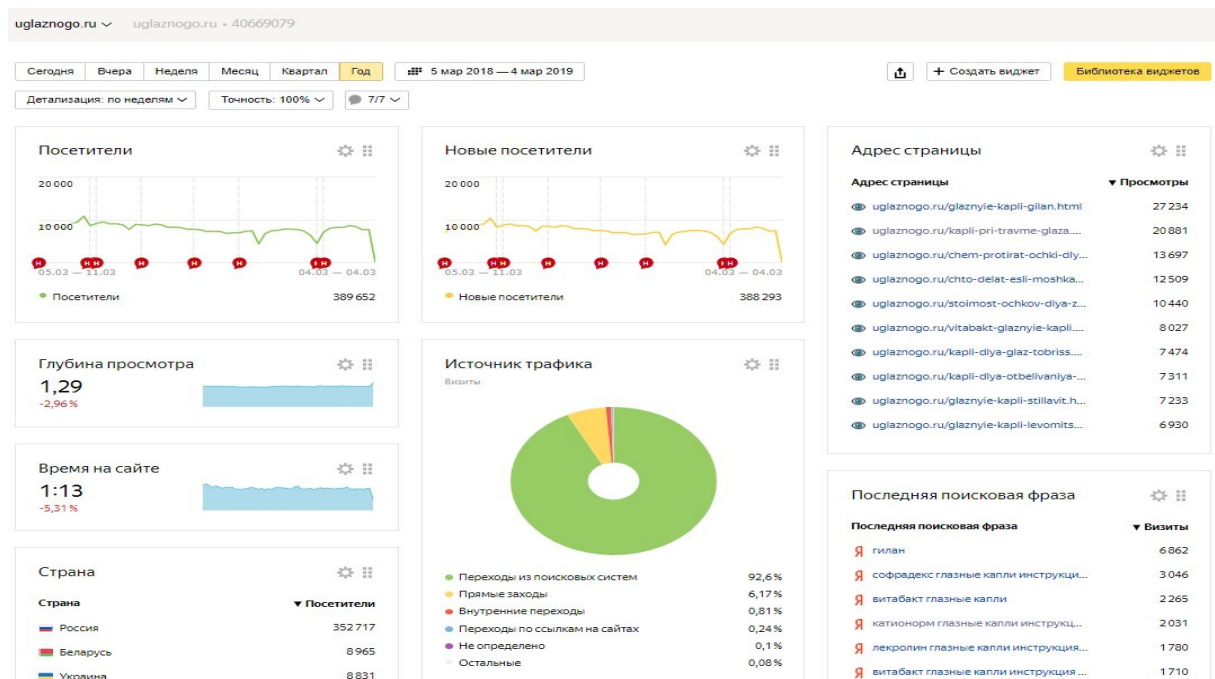 uglaznogo.ru uglaznogo.ru • 40669079
Сегодня Вчера Неделя Месяц Квартал Год 5 мар 2018 — 4 мар 2019 + Создать виджет Библиотека виджетов
Детализация: по неделям Точность: 100% 7/7
Посетители
20 000
10 000
Н Н Н Н Н Н Н Н
05.03 — 11.03 04.03 — 04.03
Посетители 389 652
Глубина просмотра
1,29
-2,96 %
Время на сайте
1:13
-5,31 %
Страна
Страна ▼ Посетители
Россия 352 717
Беларусь 8 965
Украина 8 831
Новые посетители
20 000
10 000
Н Н Н Н Н Н Н Н
05.03 — 11.03 04.03 — 04.03
Новые посетители 388 293
Источник трафика
Визиты
Переходы из поисковых систем 92,6 %
Прямые заходы 6,17 %
Внутренние переходы 0,81 %
Переходы по ссылкам на сайтах 0,24 %
Не определено 0,1 %
Остальные 0,08 %
Адрес страницы
Адрес страницы ▼ Просмотры
uglaznogo.ru/glaznyie-kapli-gilan.html 27 234
uglaznogo.ru/kapli-pri-travme-glaza.... 20 881
uglaznogo.ru/chem-protirat-ochki-dly... 13 697
uglaznogo.ru/chto-delat-esli-moshka... 12 509
uglaznogo.ru/stoimost-ochkov-dlya-z... 10 440
uglaznogo.ru/vitabakt-glaznyie-kapli.... 8 027
uglaznogo.ru/kapli-dlya-glaz-tobriss.... 7 474
uglaznogo.ru/kapli-dlya-otbelivaniya-... 7 311
uglaznogo.ru/glaznyie-kapli-stillavit.h... 7 233
uglaznogo.ru/glaznyie-kapli-levomits... 6 930
Последняя поисковая фраза
Последняя поисковая фраза ▼ Визиты
Я гилан 6 862
Я софрадекс глазные капли инструкци... 3 046
Я витабакт глазные капли 2 265
Я катионорм глазные капли инструкц... 2 031
Я лекролин глазные капли инструкция... 1 780
Я витабакт глазные капли инструкция ... 1 710